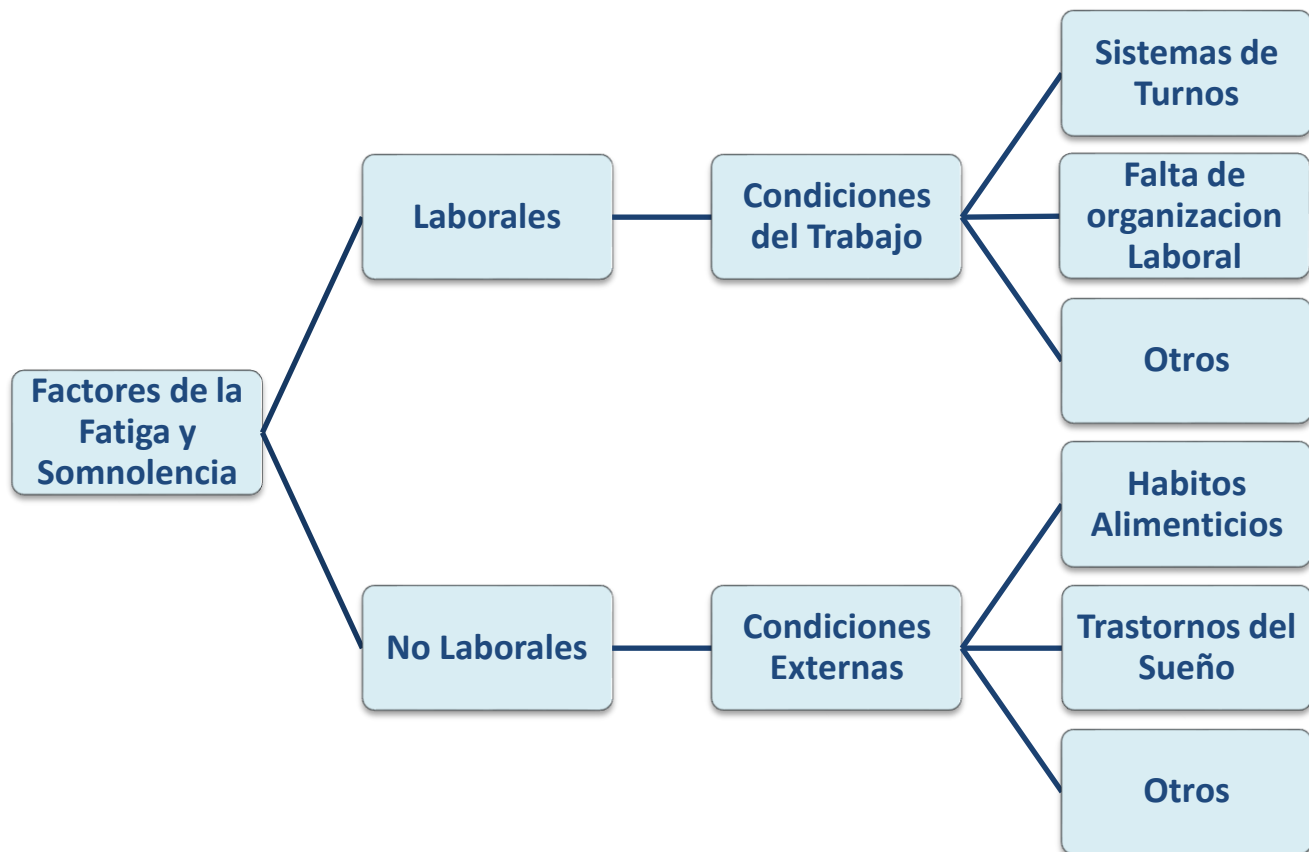 Factores de la
Fatiga y
Somnolencia
Laborales
Condiciones
del Trabajo
Sistemas de
Turnos
Falta de
organizacion
Laboral
Otros
No Laborales
Condiciones
Externas
Habitos
Alimenticios
Trastornos del
Sueño
Otros